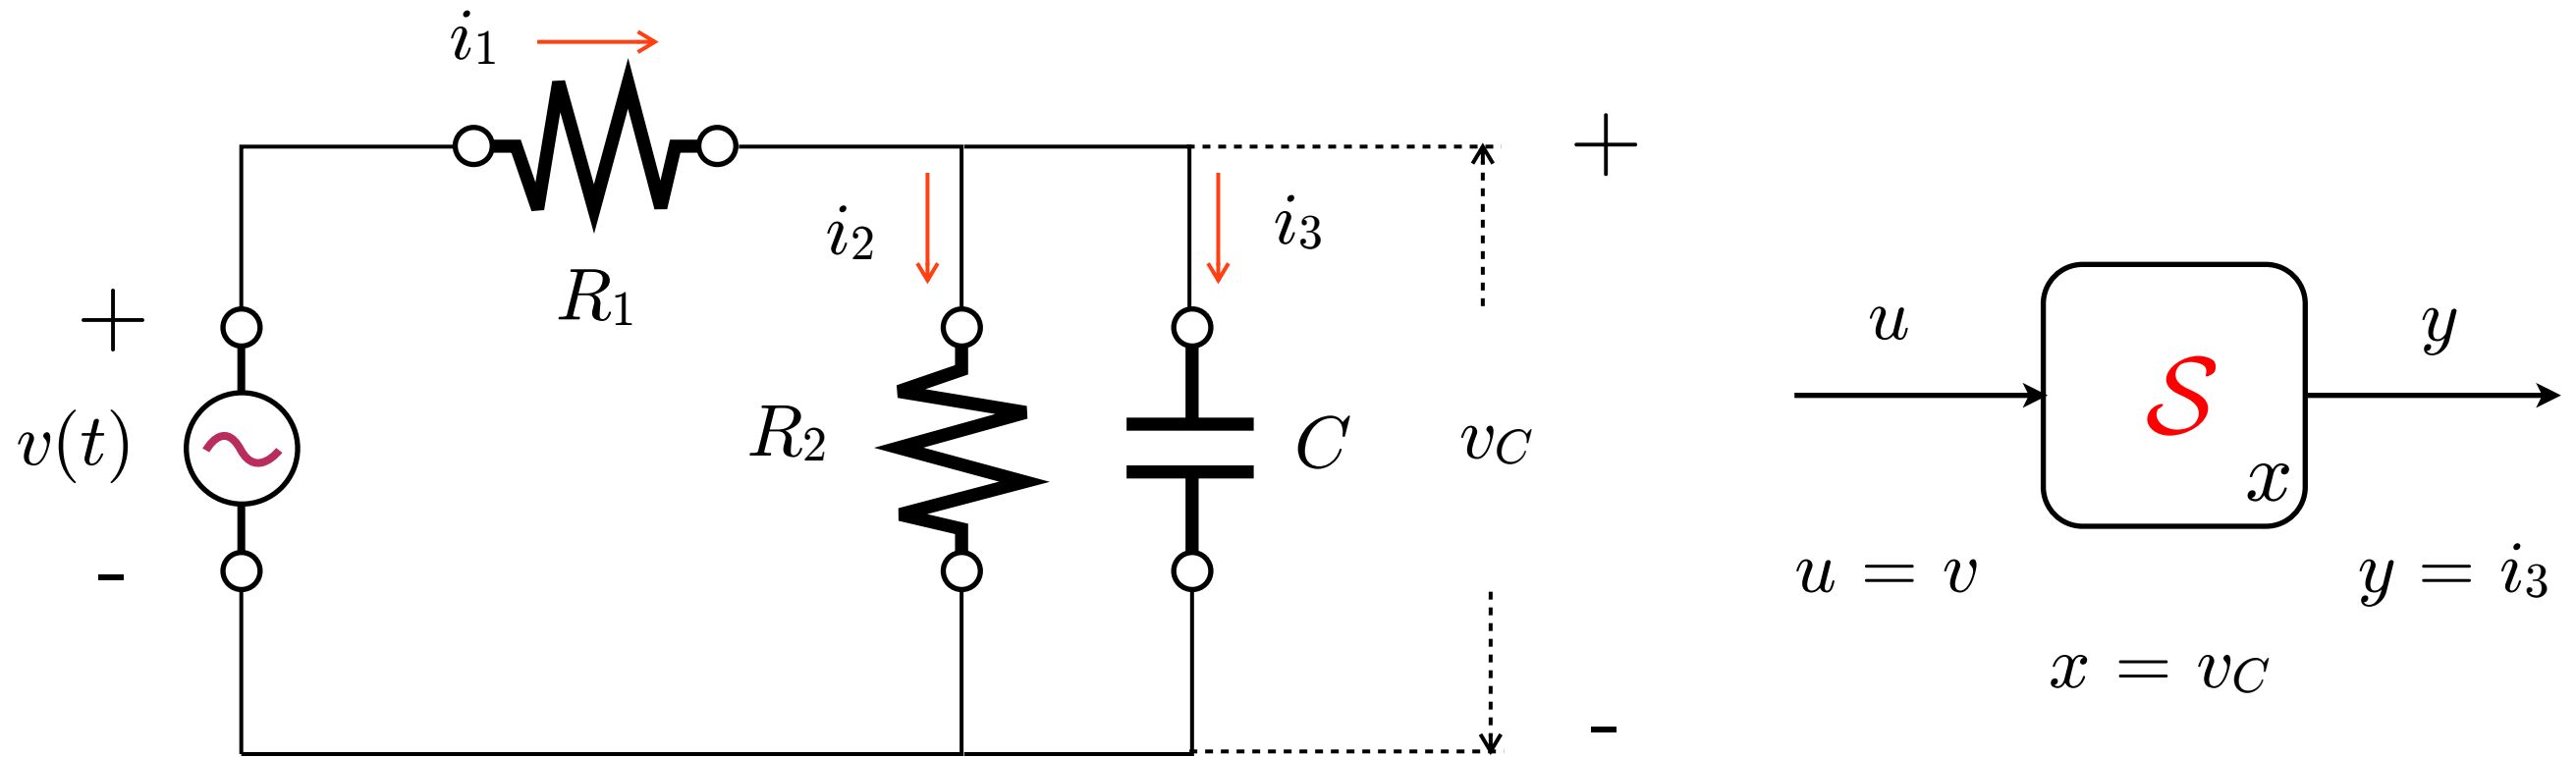 i₁
i₂
i₃
+
R₁
+
u
y
𝒮
v(t)
R₂
C
v_C
x
-
u = v
y = i₃
x = v_C
-